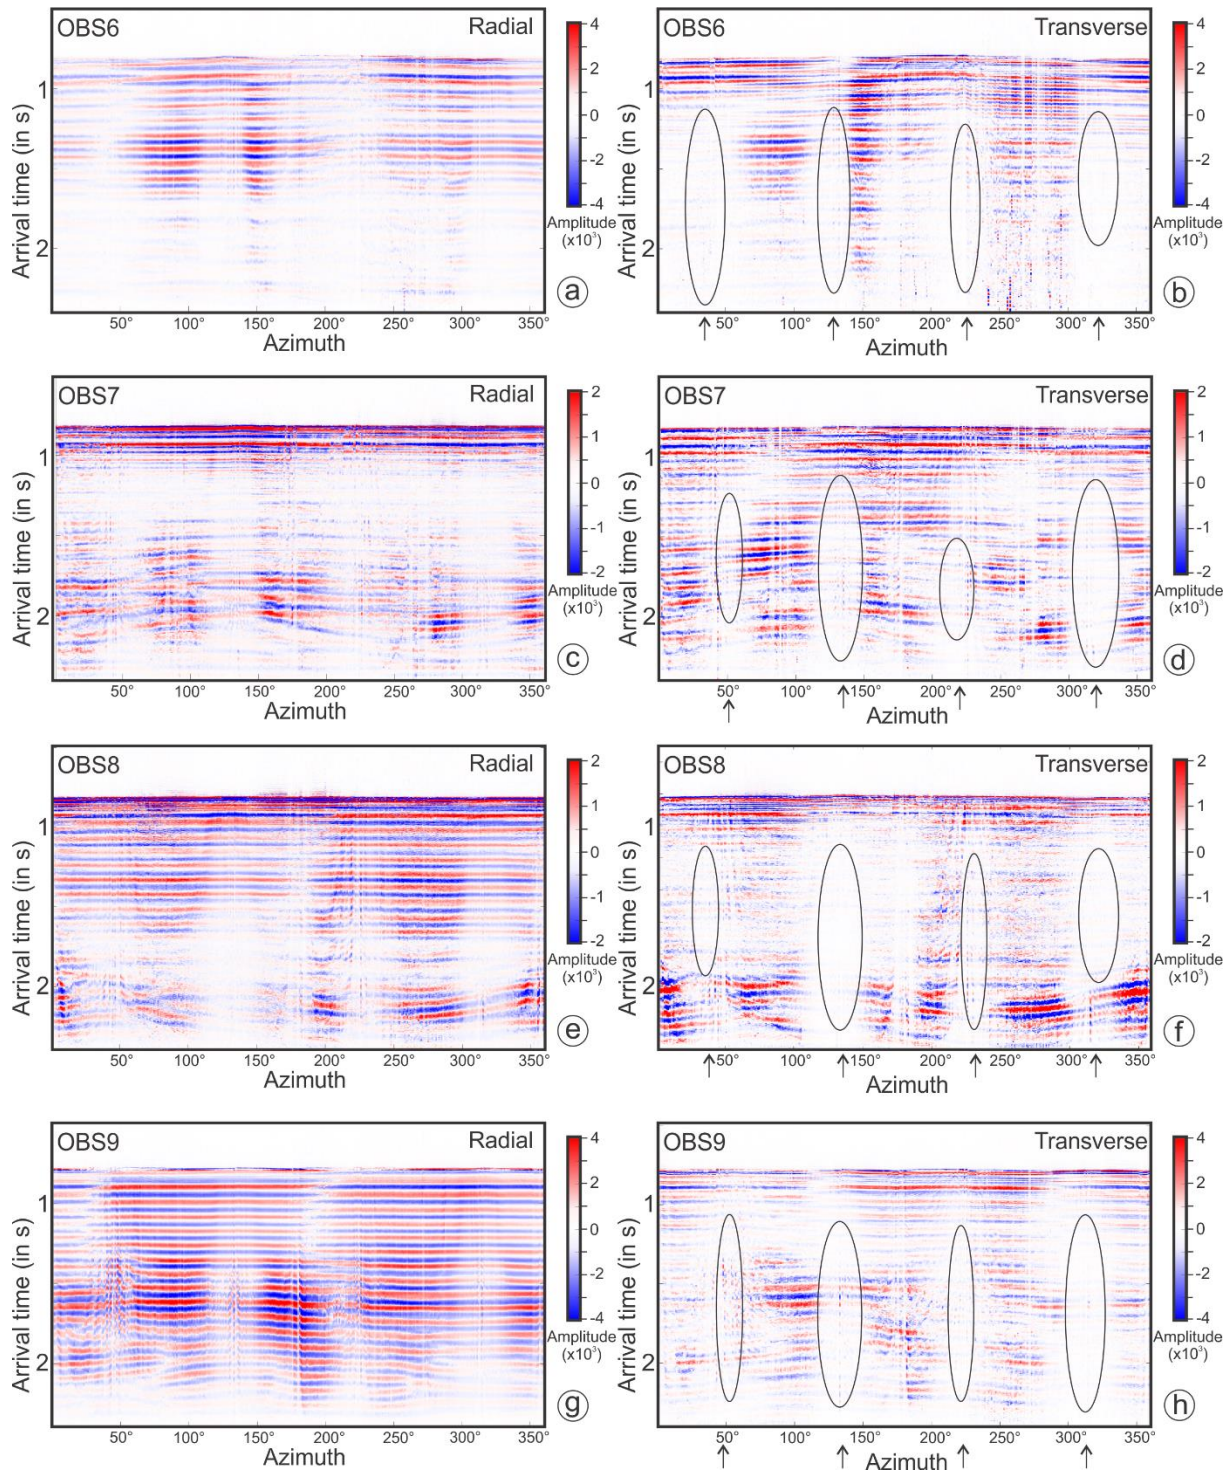 OBS6 Radial
Arrival time (in s)
1
2
4
2
0
-2
-4
Amplitude
(x10³)
a
50° 100° 150° 200° 250° 300° 350°
Azimuth
OBS6 Transverse
Arrival time (in s)
1
2
4
2
0
-2
-4
Amplitude
(x10³)
b
50° 100° 150° 200° 250° 300° 350°
Azimuth
OBS7 Radial
Arrival time (in s)
1
2
2
1
0
-1
-2
Amplitude
(x10³)
c
50° 100° 150° 200° 250° 300° 350°
Azimuth
OBS7 Transverse
Arrival time (in s)
1
2
2
1
0
-1
-2
Amplitude
(x10³)
d
50° 100° 150° 200° 250° 300° 350°
Azimuth
OBS8 Radial
Arrival time (in s)
1
2
2
1
0
-1
-2
Amplitude
(x10³)
e
50° 100° 150° 200° 250° 300° 350°
Azimuth
OBS8 Transverse
Arrival time (in s)
1
2
2
1
0
-1
-2
Amplitude
(x10³)
f
50° 100° 150° 200° 250° 300° 350°
Azimuth
OBS9 Radial
Arrival time (in s)
1
2
4
2
0
-2
-4
Amplitude
(x10³)
g
50° 100° 150° 200° 250° 300° 350°
Azimuth
OBS9 Transverse
Arrival time (in s)
1
2
4
2
0
-2
-4
Amplitude
(x10³)
h
50° 100° 150° 200° 250° 300° 350°
Azimuth